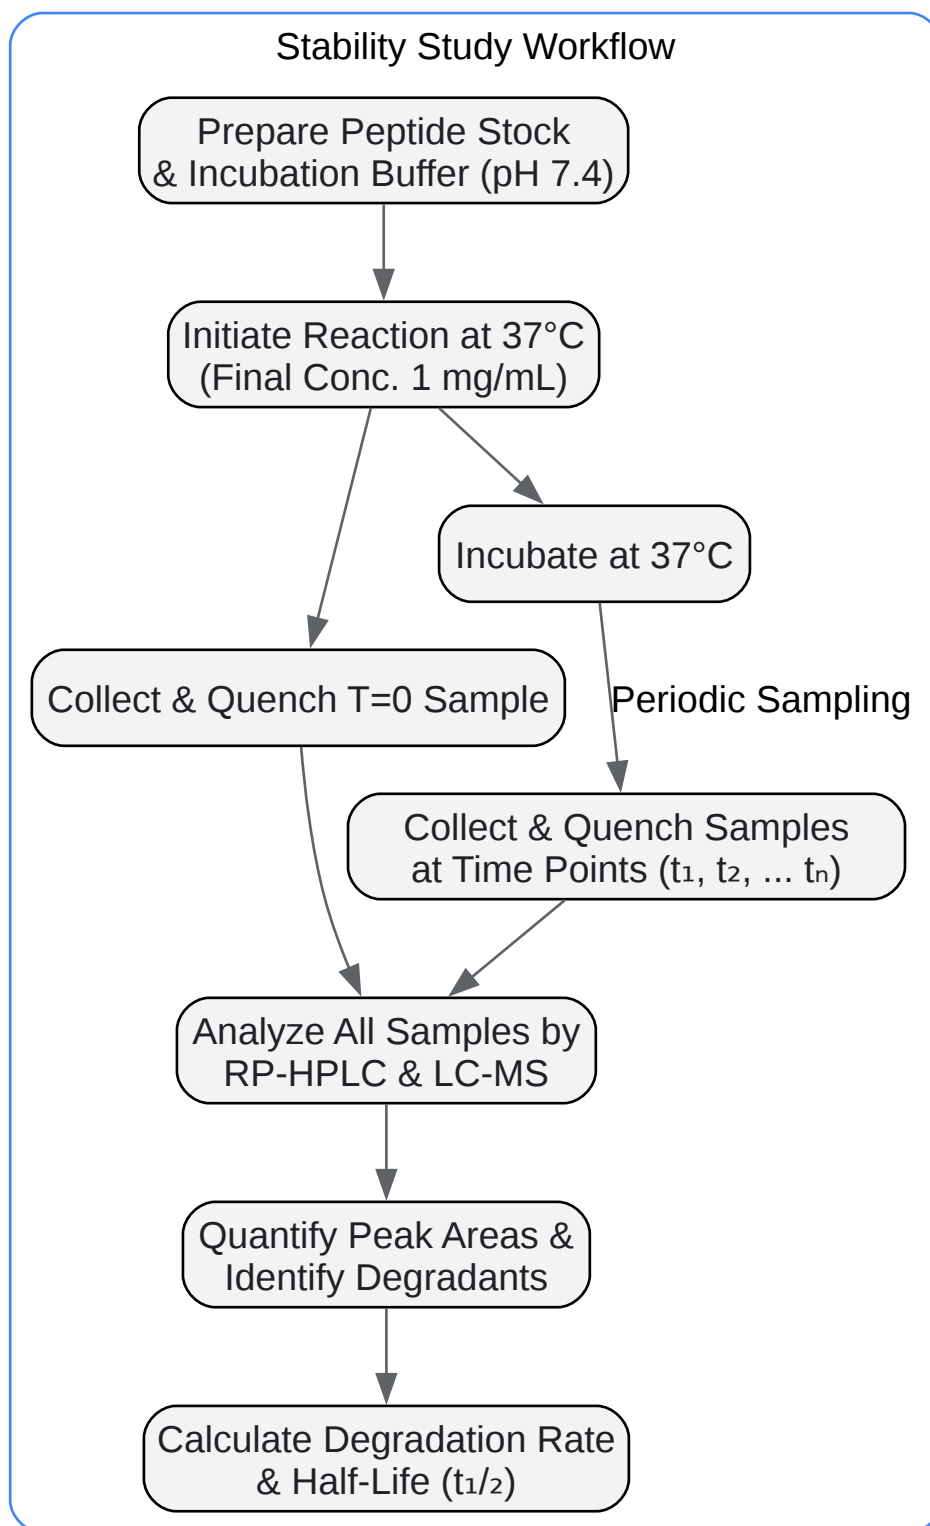 Stability Study Workflow
Prepare Peptide Stock
& Incubation Buffer (pH 7.4)
Initiate Reaction at 37°C
(Final Conc. 1 mg/mL)
Incubate at 37°C
Collect & Quench T=0 Sample
Periodic Sampling
Collect & Quench Samples
at Time Points (t₁, t₂, ... tₙ)
Analyze All Samples by
RP-HPLC & LC-MS
Quantify Peak Areas &
Identify Degradants
Calculate Degradation Rate
& Half-Life (t₁/₂)